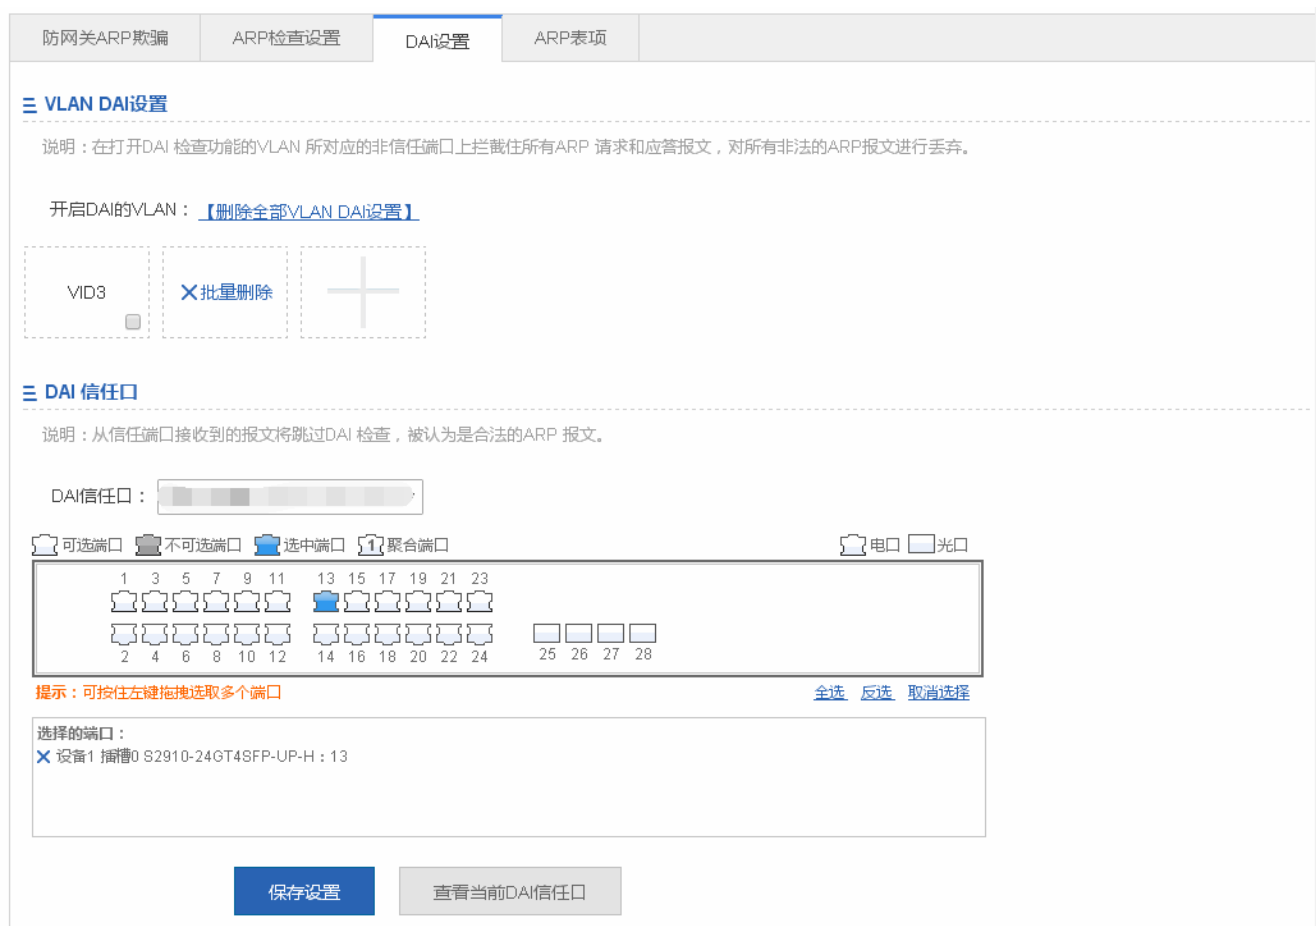 防网关ARP欺骗 ARP检查设置 DAI设置 ARP表项
VLAN DAI设置
说明：在打开DAI 检查功能的VLAN 所对应的非信任端口上拦截住所有ARP 请求和应答报文，对所有非法的ARP报文进行丢弃。
开启DAI的VLAN： 【删除全部VLAN DAI设置】
VID3 批量删除
DAI 信任口
说明：从信任端口接收到的报文将跳过DAI 检查，被认为是合法的ARP 报文。
DAI信任口：
可选端口 不可选端口 选中端口 1 聚合端口 电口 光口
1 3 5 7 9 11 13 15 17 19 21 23
2 4 6 8 10 12 14 16 18 20 22 24 25 26 27 28
提示：可按住左键拖拽选取多个端口 全选 反选 取消选择
选择的端口：
设备1 插槽0 S2910-24GT4SFP-UP-H：13
保存设置 查看当前DAI信任口